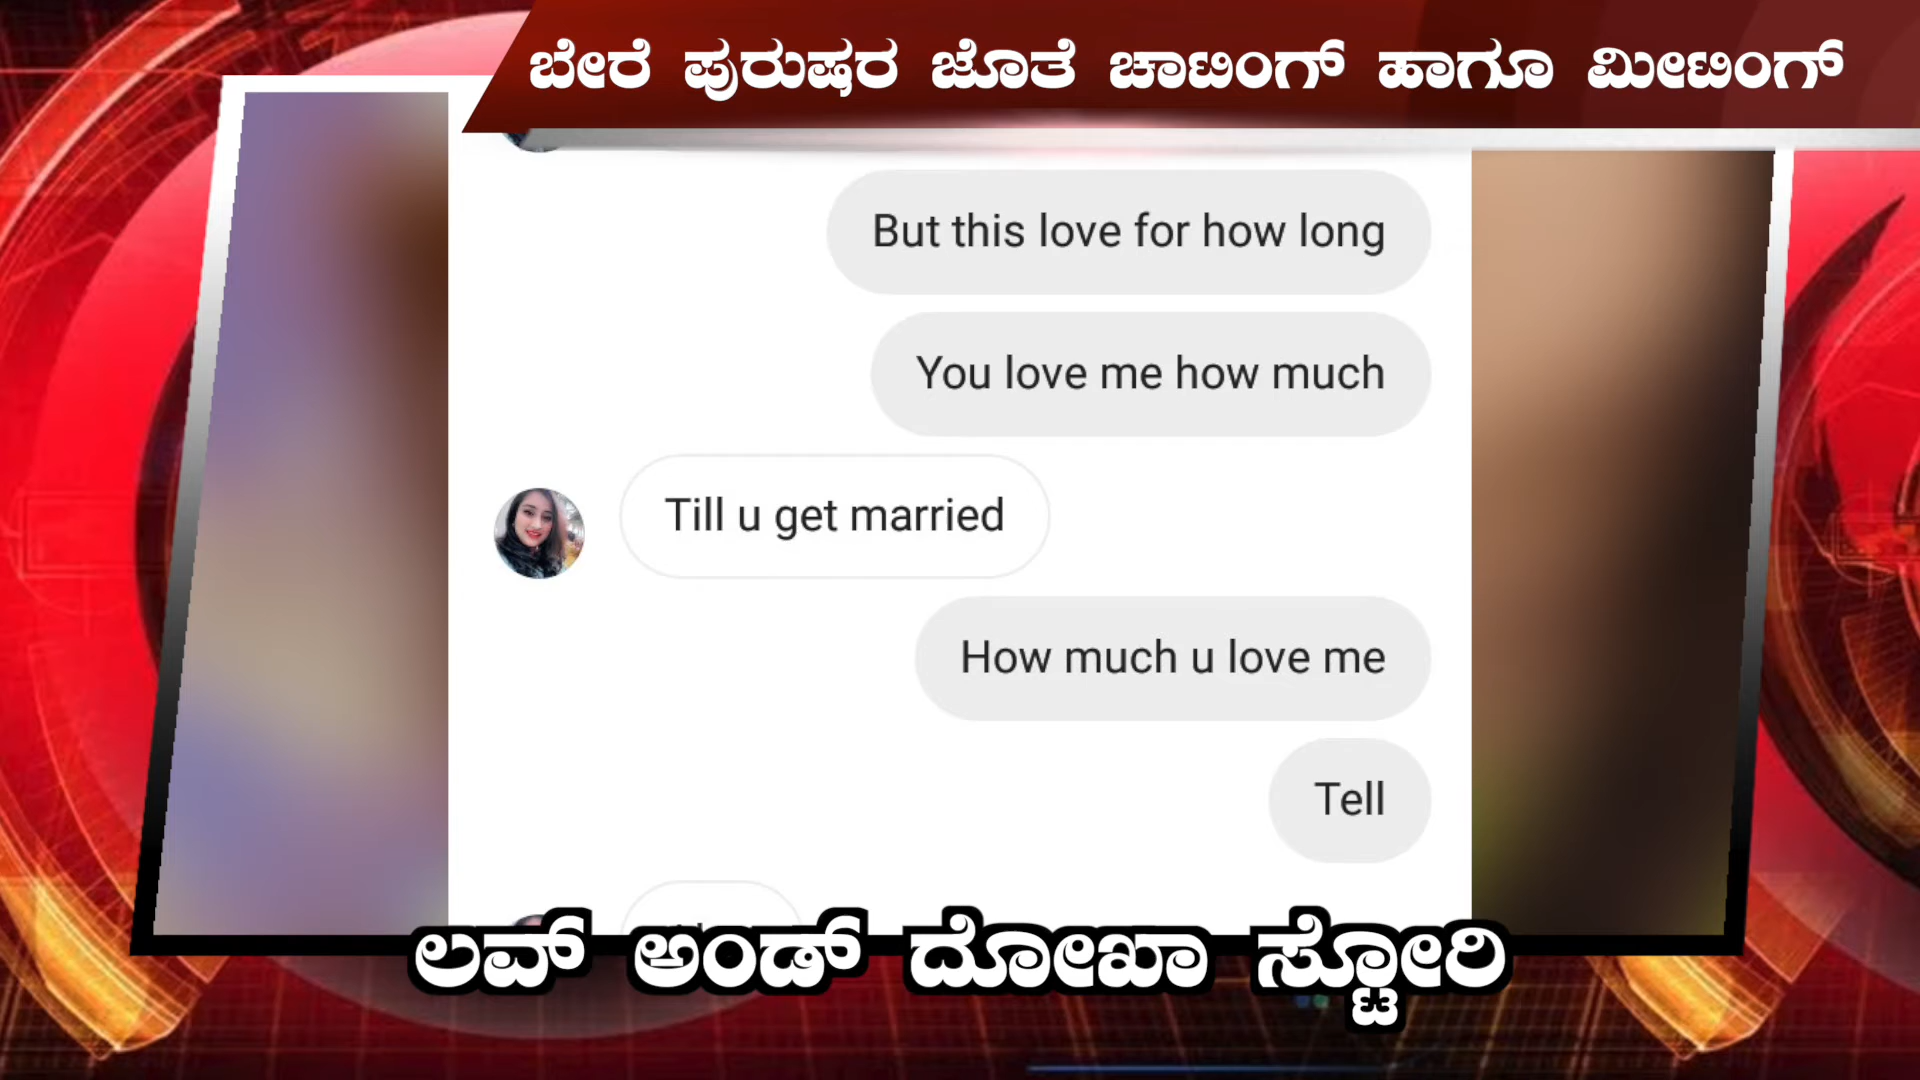 ಬೇರೆ ಪುರುಷರ ಜೊತೆ ಚಾಟಿಂಗ್ ಹಾಗೂ ಮೀಟಿಂಗ್
But this love for how long
You love me how much
Till u get married
How much u love me
Tell
ಲವ್ ಅಂಡ್ ದೋಖಾ ಸ್ಟೋರಿ